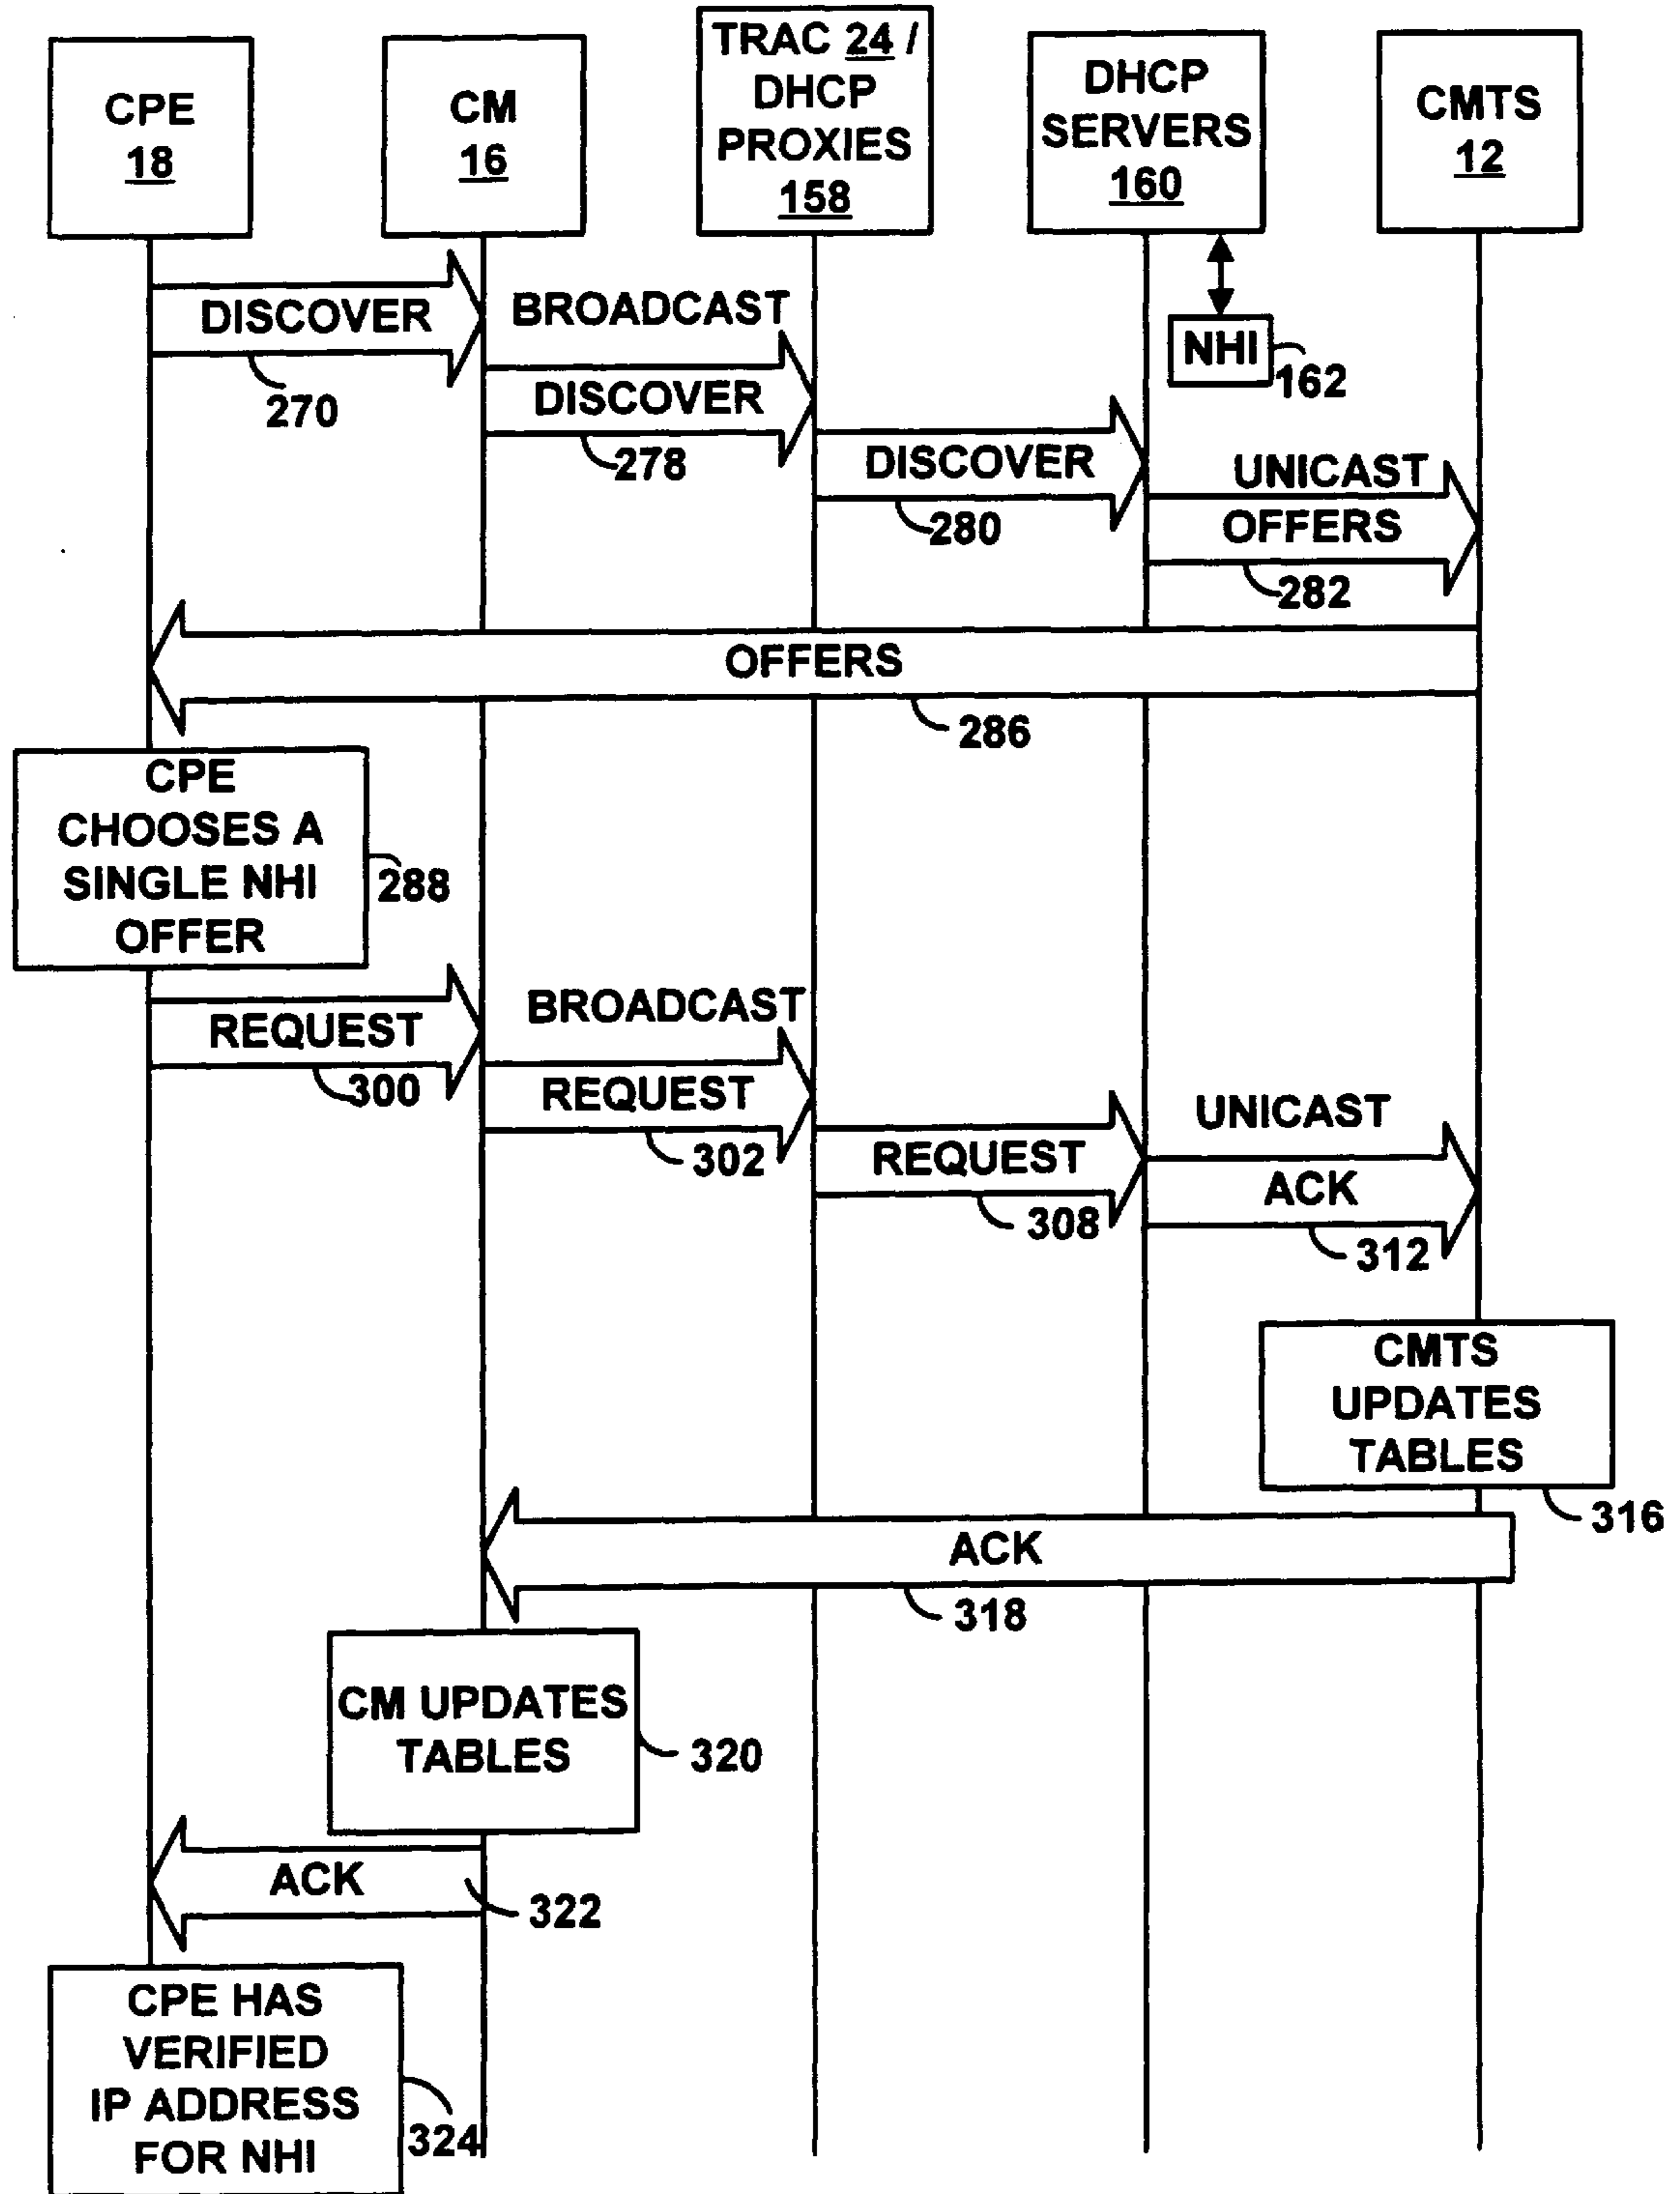 CPE
18
CM
16
TRAC 24 /
DHCP
PROXIES
158
DHCP
SERVERS
160
CMTS
12
DISCOVER
270
BROADCAST
DISCOVER
278
NHI
162
DISCOVER
280
UNICAST
OFFERS
282
OFFERS
286
CPE
CHOOSES A
SINGLE NHI
OFFER
288
REQUEST
300
BROADCAST
REQUEST
302
REQUEST
308
UNICAST
ACK
312
CMTS
UPDATES
TABLES
316
ACK
318
CM UPDATES
TABLES
320
ACK
322
CPE HAS
VERIFIED
IP ADDRESS
FOR NHI
324